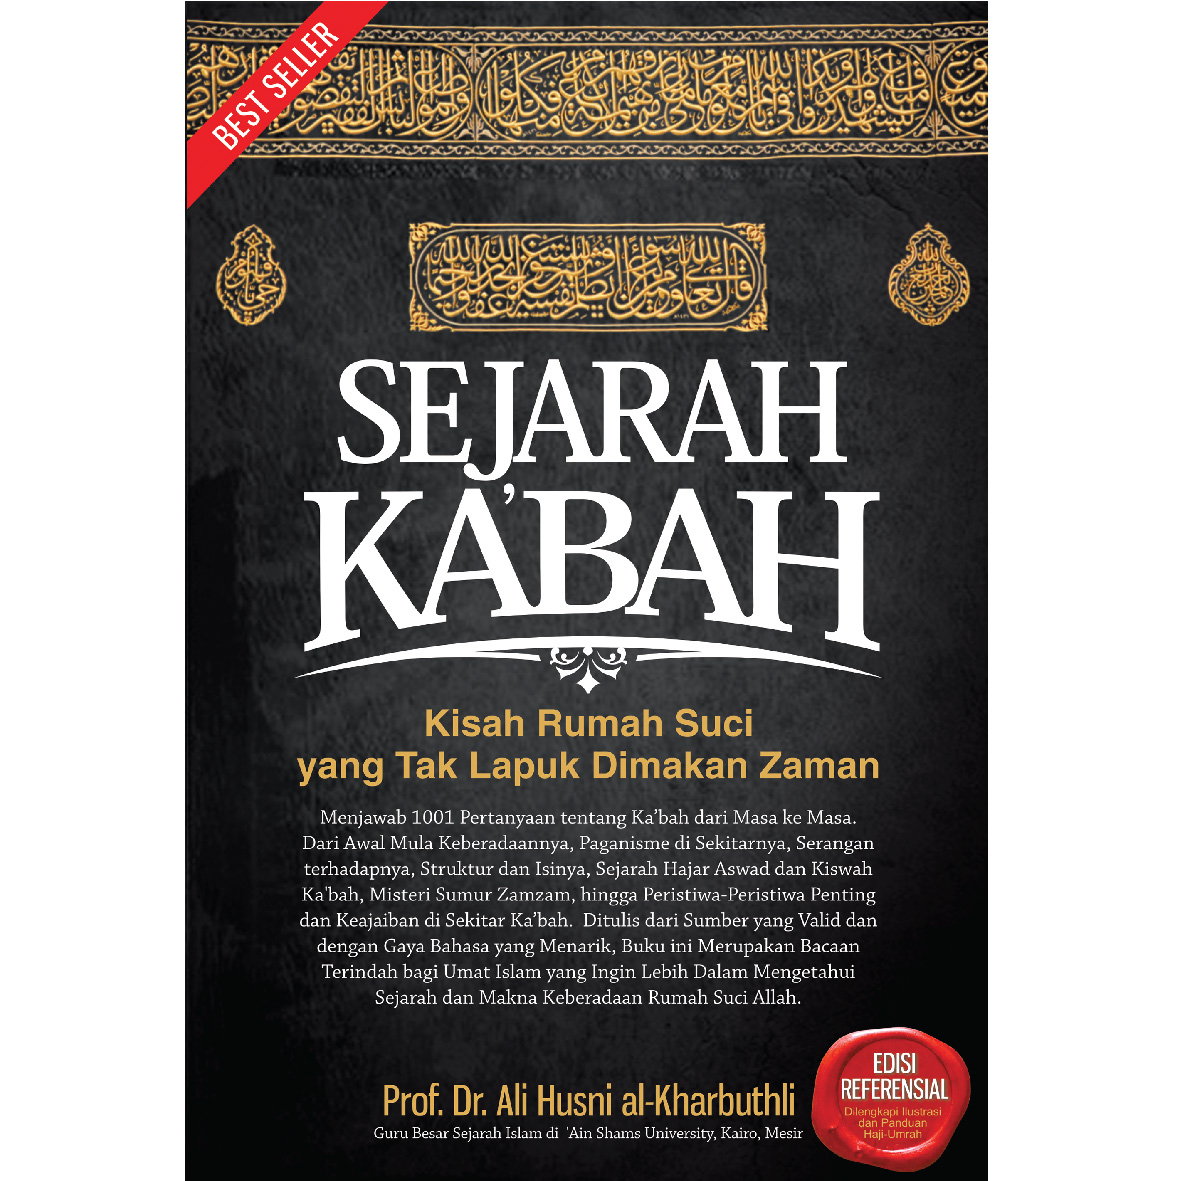 BEST SELLER
SEJARAH
KA'BAH
Kisah Rumah Suci
yang Tak Lapuk Dimakan Zaman
Menjawab 1001 Pertanyaan tentang Ka’bah dari Masa ke Masa.
Dari Awal Mula Keberadaannya, Paganisme di Sekitarnya, Serangan
terhadapnya, Struktur dan Isinya, Sejarah Hajar Aswad dan Kiswah
Ka'bah, Misteri Sumur Zamzam, hingga Peristiwa-Peristiwa Penting
dan Keajaiban di Sekitar Ka’bah. Ditulis dari Sumber yang Valid dan
dengan Gaya Bahasa yang Menarik, Buku ini Merupakan Bacaan
Terindah bagi Umat Islam yang Ingin Lebih Dalam Mengetahui
Sejarah dan Makna Keberadaan Rumah Suci Allah.
Prof. Dr. Ali Husni al-Kharbuthli
Guru Besar Sejarah Islam di 'Ain Shams University, Kairo, Mesir
EDISI
REFERENSIAL
Dilengkapi Ilustrasi
dan Panduan
Haji-Umrah